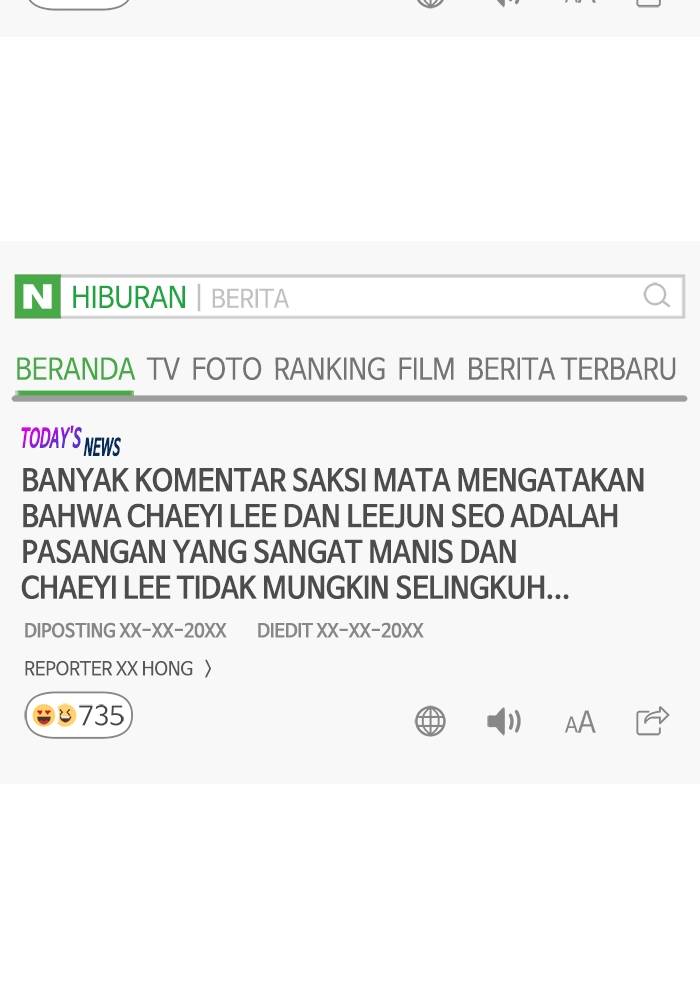 N HIBURAN | BERITA
BERANDA TV FOTO RANKING FILM BERITA TERBARU
TODAY'S NEWS
BANYAK KOMENTAR SAKSI MATA MENGATAKAN
BAHWA CHAEYI LEE DAN LEEJUN SEO ADALAH
PASANGAN YANG SANGAT MANIS DAN
CHAEYI LEE TIDAK MUNGKIN SELINGKUH...
DIPOSTING XX-XX-20XX DIEDIT XX-XX-20XX
REPORTER XX HONG 〉
735
AA